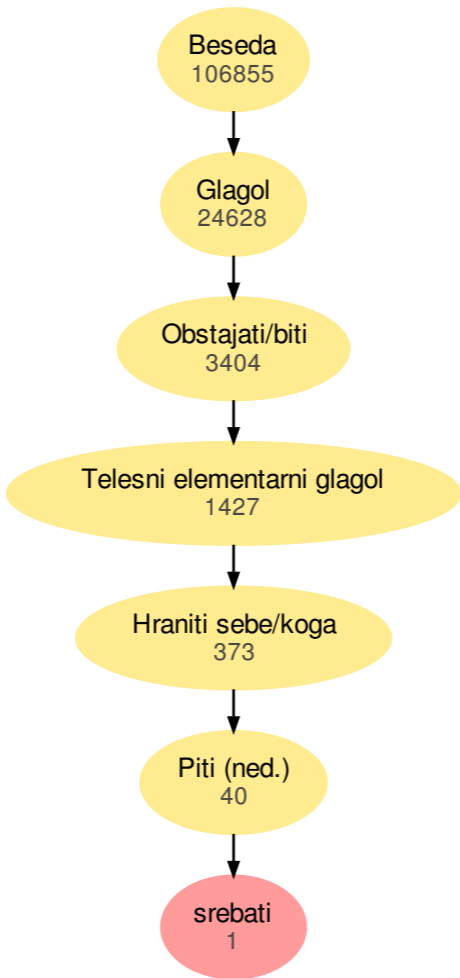 Beseda
106855
Glagol
24628
Obstajati/biti
3404
Telesni elementarni glagol
1427
Hraniti sebe/koga
373
Piti (ned.)
40
srebati
1